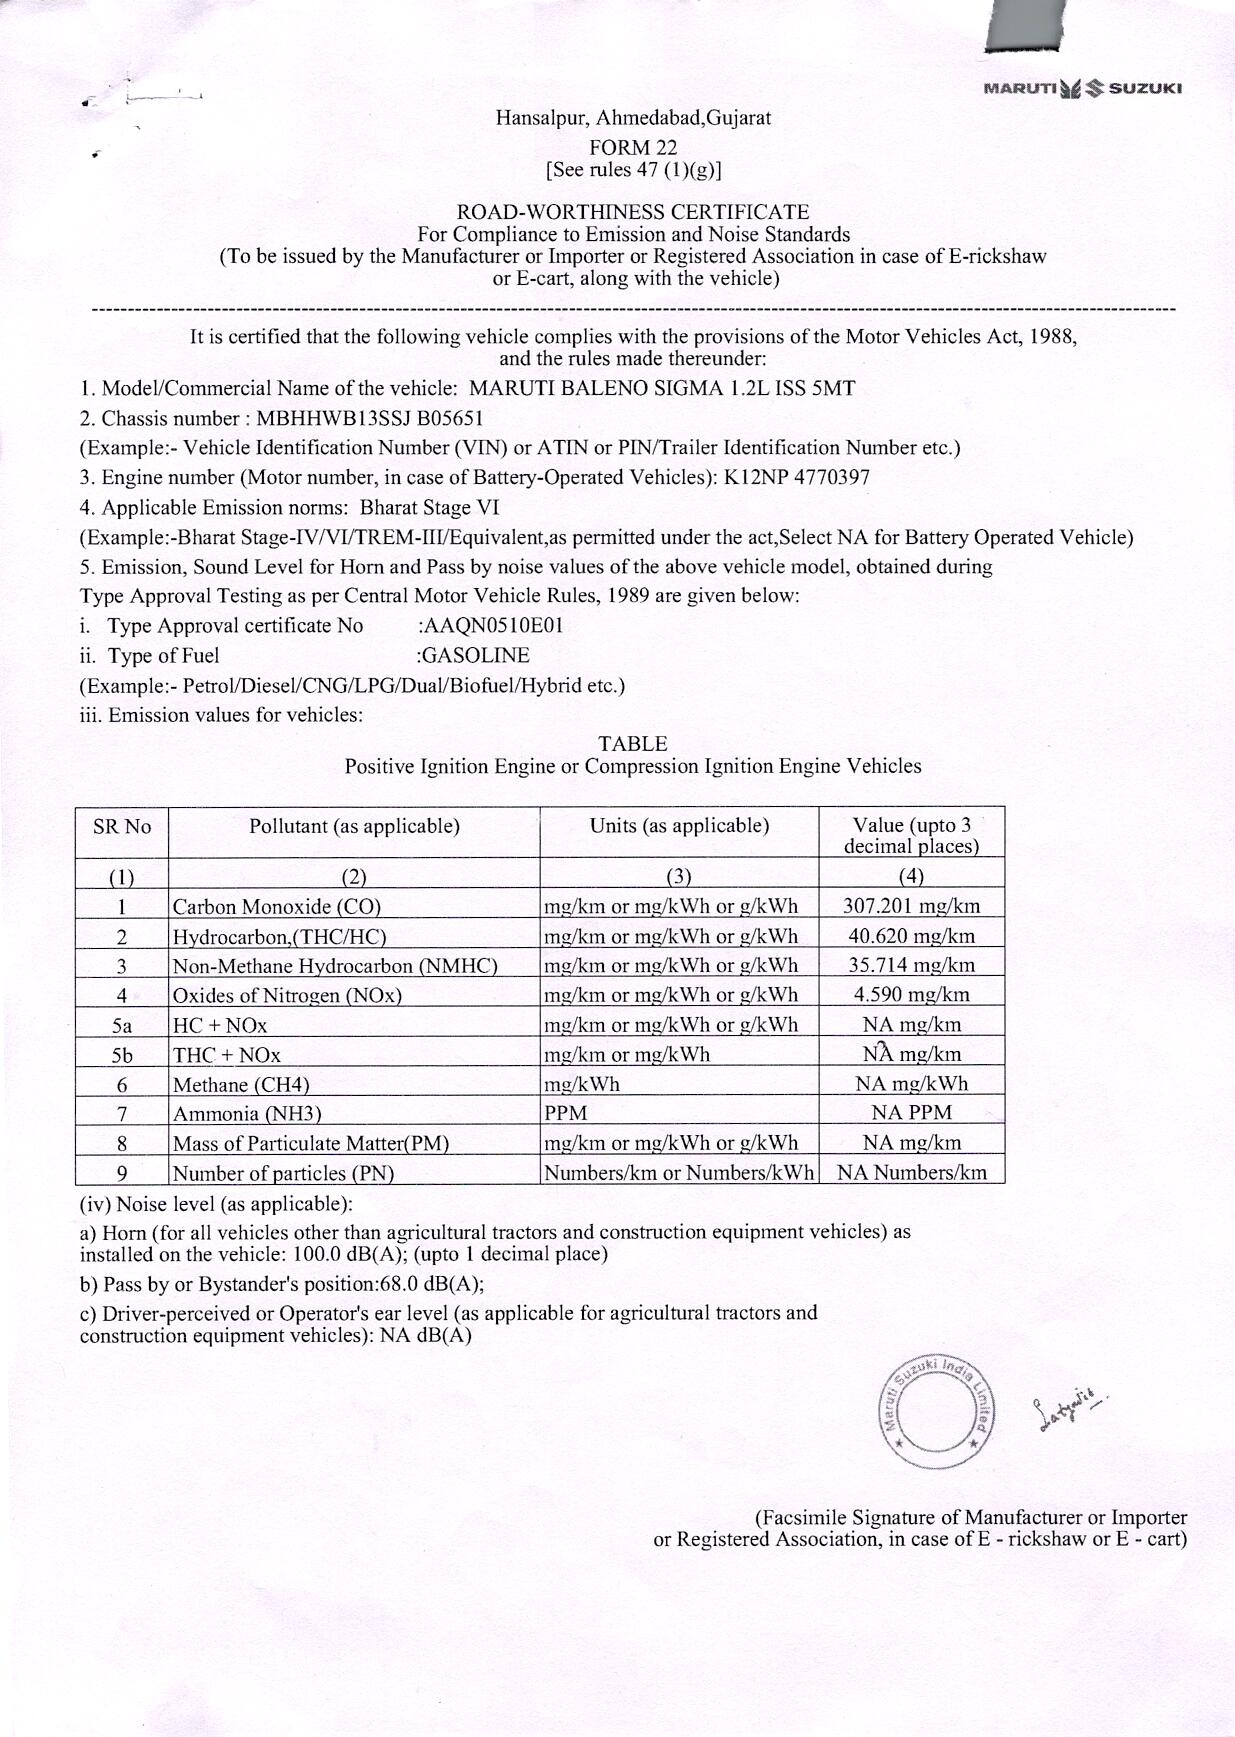 MARUTI SUZUKI
Hansalpur, Ahmedabad,Gujarat
FORM 22
[See rules 47 (1)(g)]
ROAD-WORTHINESS CERTIFICATE
For Compliance to Emission and Noise Standards
(To be issued by the Manufacturer or Importer or Registered Association in case of E-rickshaw
or E-cart, along with the vehicle)
It is certified that the following vehicle complies with the provisions of the Motor Vehicles Act, 1988,
and the rules made thereunder:
1. Model/Commercial Name of the vehicle: MARUTI BALENO SIGMA 1.2L ISS 5MT
2. Chassis number : MBHHWB13SSJ B05651
(Example:- Vehicle Identification Number (VIN) or ATIN or PIN/Trailer Identification Number etc.)
3. Engine number (Motor number, in case of Battery-Operated Vehicles): K12NP 4770397
4. Applicable Emission norms: Bharat Stage VI
(Example:-Bharat Stage-IV/VI/TREM-III/Equivalent,as permitted under the act,Select NA for Battery Operated Vehicle)
5. Emission, Sound Level for Horn and Pass by noise values of the above vehicle model, obtained during
Type Approval Testing as per Central Motor Vehicle Rules, 1989 are given below:
i. Type Approval certificate No :AAQN0510E01
ii. Type of Fuel :GASOLINE
(Example:- Petrol/Diesel/CNG/LPG/Dual/Biofuel/Hybrid etc.)
iii. Emission values for vehicles:
TABLE
Positive Ignition Engine or Compression Ignition Engine Vehicles
SR No Pollutant (as applicable) Units (as applicable) Value (upto 3
decimal places)
(1) (2) (3) (4)
1 Carbon Monoxide (CO) mg/km or mg/kWh or g/kWh 307.201 mg/km
2 Hydrocarbon,(THC/HC) mg/km or mg/kWh or g/kWh 40.620 mg/km
3 Non-Methane Hydrocarbon (NMHC) mg/km or mg/kWh or g/kWh 35.714 mg/km
4 Oxides of Nitrogen (NOx) mg/km or mg/kWh or g/kWh 4.590 mg/km
5a HC + NOx mg/km or mg/kWh or g/kWh NA mg/km
5b THC + NOx mg/km or mg/kWh NA mg/km
6 Methane (CH4) mg/kWh NA mg/kWh
7 Ammonia (NH3) PPM NA PPM
8 Mass of Particulate Matter(PM) mg/km or mg/kWh or g/kWh NA mg/km
9 Number of particles (PN) Numbers/km or Numbers/kWh NA Numbers/km
(iv) Noise level (as applicable):
a) Horn (for all vehicles other than agricultural tractors and construction equipment vehicles) as
installed on the vehicle: 100.0 dB(A); (upto 1 decimal place)
b) Pass by or Bystander's position:68.0 dB(A);
c) Driver-perceived or Operator's ear level (as applicable for agricultural tractors and
construction equipment vehicles): NA dB(A)
Maruti Suzuki India Limited
(Facsimile Signature of Manufacturer or Importer
or Registered Association, in case of E - rickshaw or E - cart)